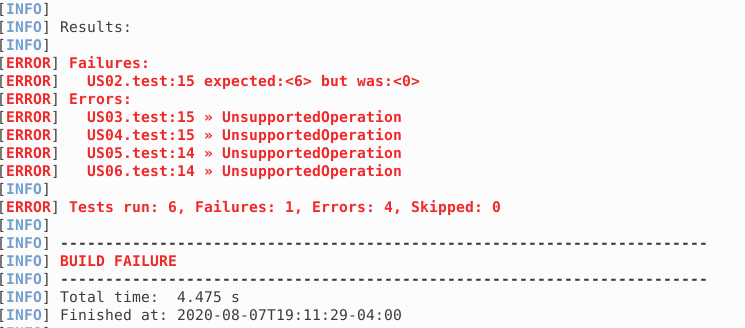 [INFO]
[INFO] Results:
[INFO]
[ERROR] Failures:
[ERROR]   US02.test:15 expected:<6> but was:<0>
[ERROR] Errors:
[ERROR]   US03.test:15 » UnsupportedOperation
[ERROR]   US04.test:15 » UnsupportedOperation
[ERROR]   US05.test:14 » UnsupportedOperation
[ERROR]   US06.test:14 » UnsupportedOperation
[INFO]
[ERROR] Tests run: 6, Failures: 1, Errors: 4, Skipped: 0
[INFO]
[INFO] ------------------------------------------------------------------------
[INFO] BUILD FAILURE
[INFO] ------------------------------------------------------------------------
[INFO] Total time:  4.475 s
[INFO] Finished at: 2020-08-07T19:11:29-04:00